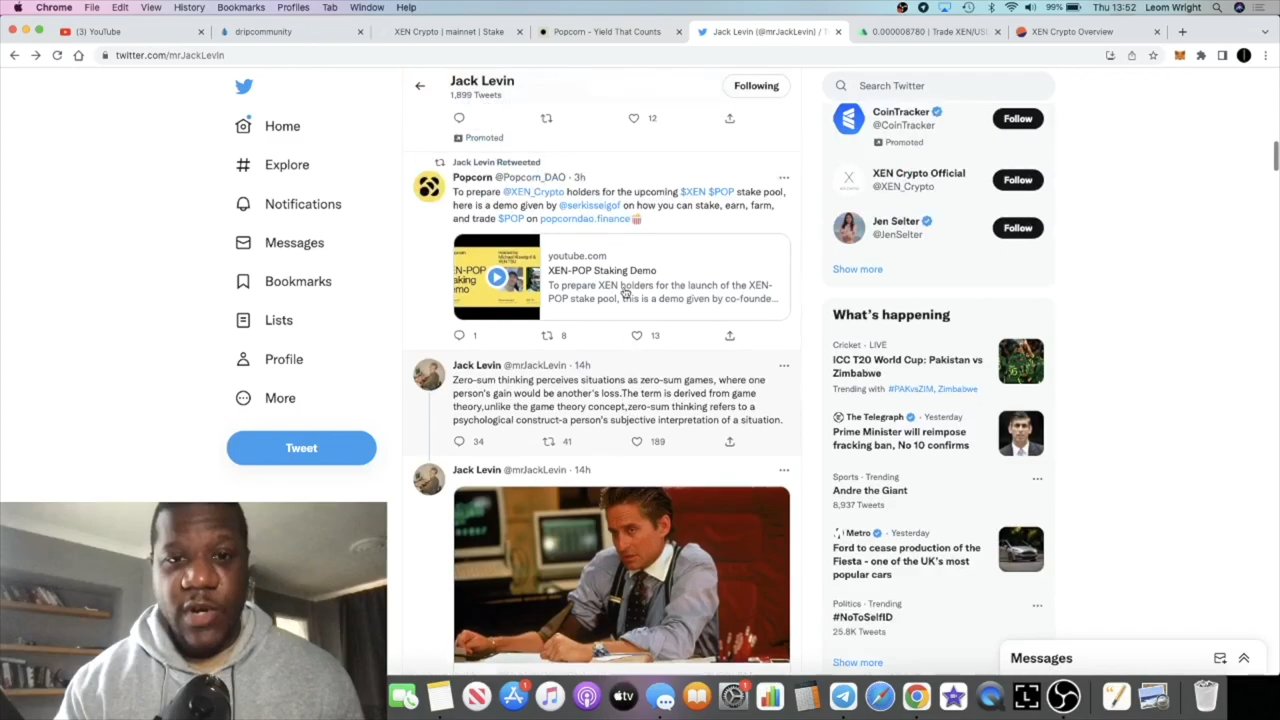 Chrome File Edit View History Bookmarks Profiles Tab Window Help 99% Thu 13:52 Leom Wright
(3) YouTube
dripcommunity
XEN Crypto | mainnet | Stake
Popcorn - Yield That Counts
Jack Levin (@mrJackLevin) / T
0.000008780 | Trade XEN/US
XEN Crypto Overview
twitter.com/mrJackLevin
Home
Explore
Notifications
Messages
Bookmarks
Lists
Profile
More
Tweet
Jack Levin
1,899 Tweets
Following
12
Promoted
Jack Levin Retweeted
Popcorn @Popcorn_DAO · 3h
To prepare @XEN_Crypto holders for the upcoming $XEN $POP stake pool,
here is a demo given by @serkisseigof on how you can stake, earn, farm,
and trade $POP on popcorndao.finance
youtube.com
XEN-POP Staking Demo
To prepare XEN holders for the launch of the XEN-
POP stake pool, this is a demo given by co-founde...
1 8 13
Jack Levin @mrJackLevin · 14h
Zero-sum thinking perceives situations as zero-sum games, where one
person's gain would be another's loss.The term is derived from game
theory,unlike the game theory concept,zero-sum thinking refers to a
psychological construct-a person's subjective interpretation of a situation.
34 41 189
Jack Levin @mrJackLevin · 14h
Search Twitter
CoinTracker
@CoinTracker
Promoted
Follow
XEN Crypto Official
@XEN_Crypto
Follow
Jen Selter
@JenSelter
Follow
Show more
What's happening
Cricket · LIVE
ICC T20 World Cup: Pakistan vs
Zimbabwe
Trending with #PAKvsZIM, Zimbabwe
The Telegraph · Yesterday
Prime Minister will reimpose
fracking ban, No 10 confirms
Sports · Trending
Andre the Giant
8,937 Tweets
Metro · Yesterday
Ford to cease production of the
Fiesta - one of the UK's most
popular cars
Politics · Trending
#NoToSelfID
25.8K Tweets
Show more
Messages